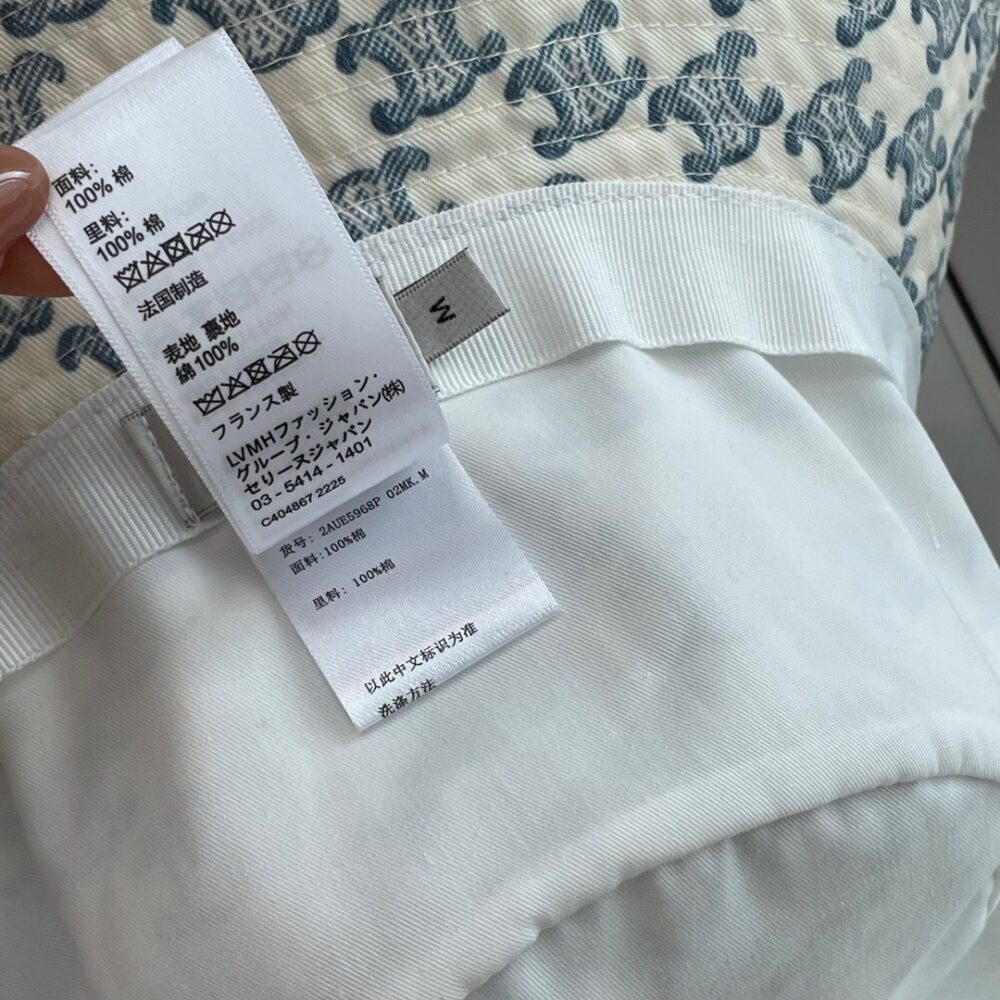 面料:
100% 棉
里料:
100% 棉
法国制造
表地 裏地
綿100%
フランス製
LVMHファッション・
グループ・ジャパン㈱
セリーヌジャパン
03 - 5414 - 1401
C404867 2225
货号: 2AUE5968P 02MK.M
面料:100%棉
里料: 100%棉
以此中文标识为准
洗涤方法
M